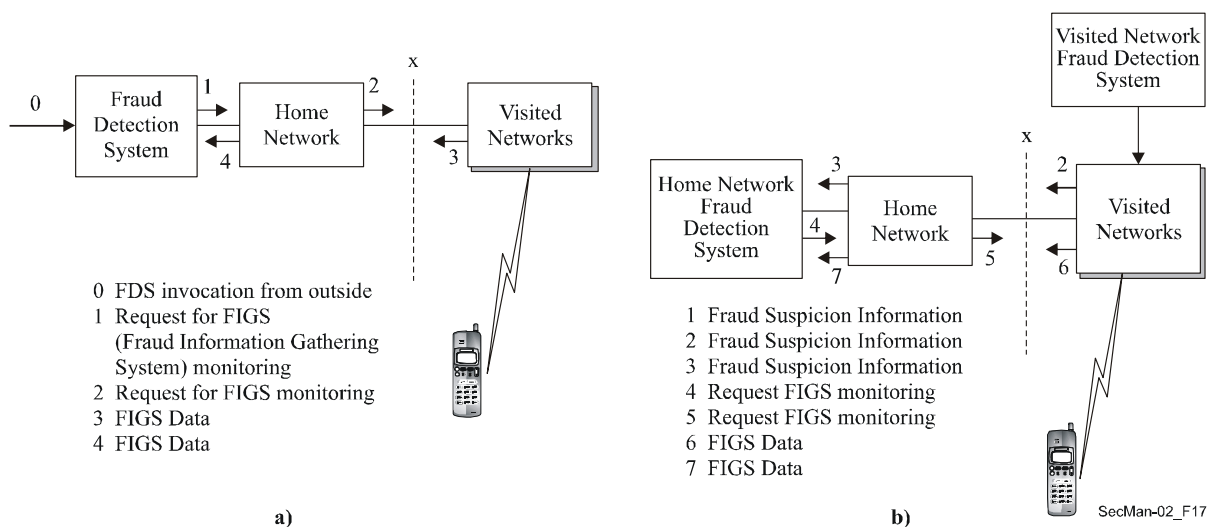 0
Fraud
Detection
System
1
4
Home
Network
2
x
3
Visited
Networks
0 FDS invocation from outside
1 Request for FIGS
(Fraud Information Gathering
System) monitoring
2 Request for FIGS monitoring
3 FIGS Data
4 FIGS Data
a)
Visited Network
Fraud Detection
System
x
2
Visited
Networks
6
Home Network
Fraud
Detection
System
3
4
7
Home
Network
5
1 Fraud Suspicion Information
2 Fraud Suspicion Information
3 Fraud Suspicion Information
4 Request FIGS monitoring
5 Request FIGS monitoring
6 FIGS Data
7 FIGS Data
b)
SecMan-02_F17